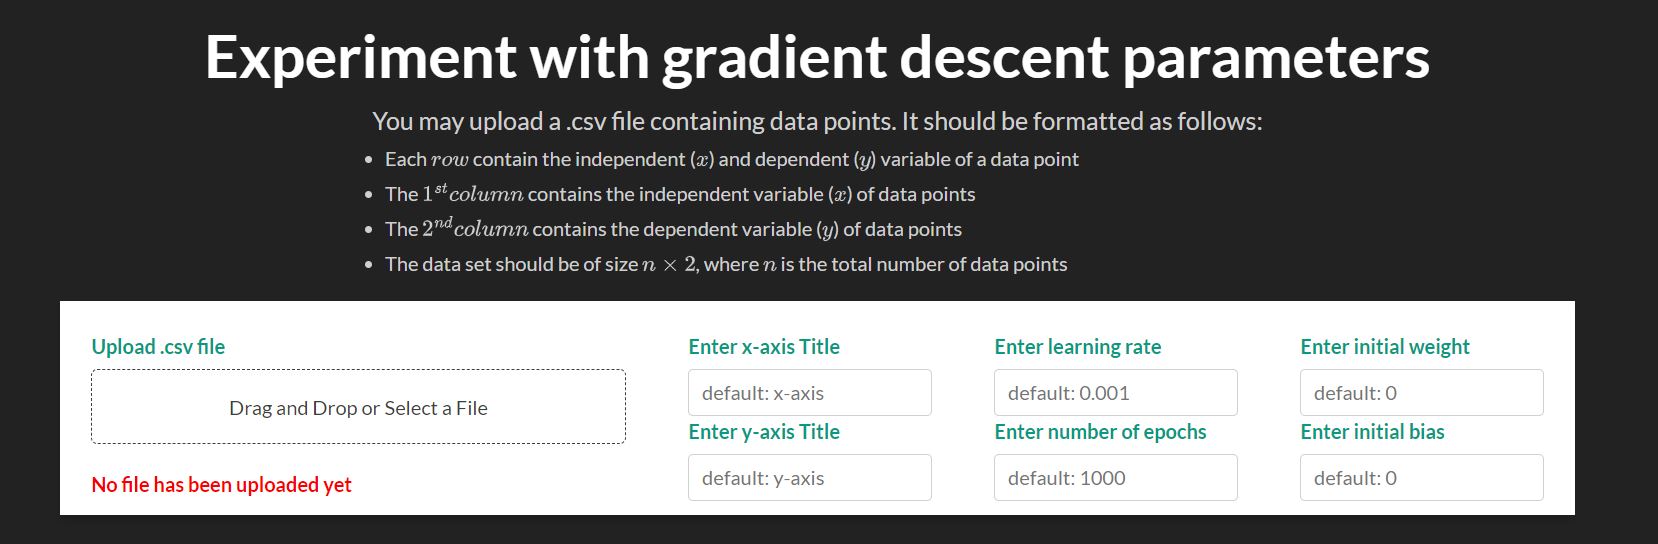 Experiment with gradient descent parameters
You may upload a .csv file containing data points. It should be formatted as follows:
• Each row contain the independent (x) and dependent (y) variable of a data point
• The 1st column contains the independent variable (x) of data points
• The 2nd column contains the dependent variable (y) of data points
• The data set should be of size n × 2, where n is the total number of data points
Upload .csv file
Drag and Drop or Select a File
No file has been uploaded yet
Enter x-axis Title
default: x-axis
Enter y-axis Title
default: y-axis
Enter learning rate
default: 0.001
Enter number of epochs
default: 1000
Enter initial weight
default: 0
Enter initial bias
default: 0